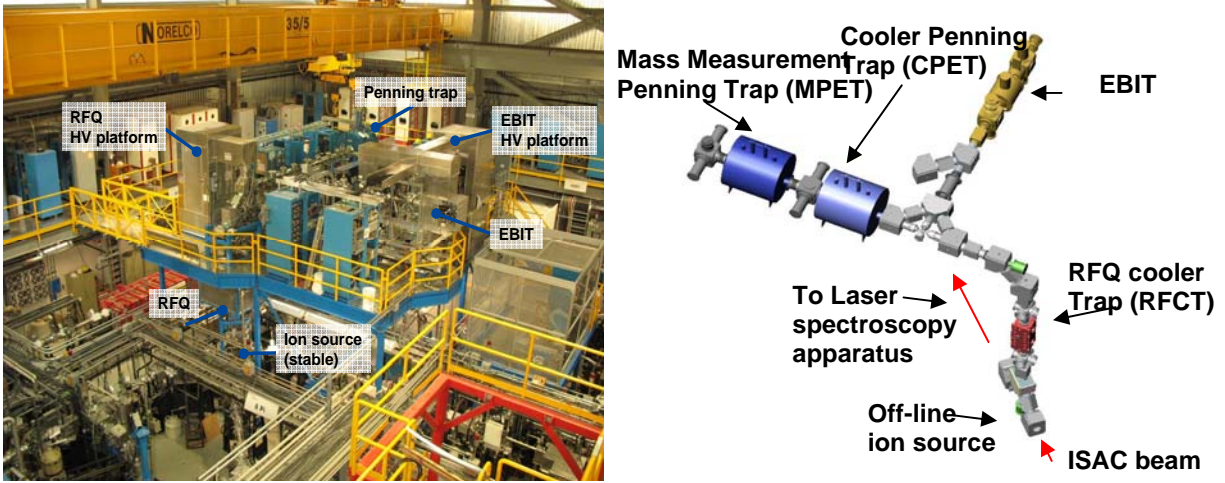 NORELCO
35/5
Penning trap
RFQ
HV platform
EBIT
HV platform
EBIT
RFQ
Ion source
(stable)
Mass Measurement
Penning Trap (MPET)
Cooler Penning
Trap (CPET)
EBIT
To Laser
spectroscopy
apparatus
RFQ cooler
Trap (RFCT)
Off-line
ion source
ISAC beam